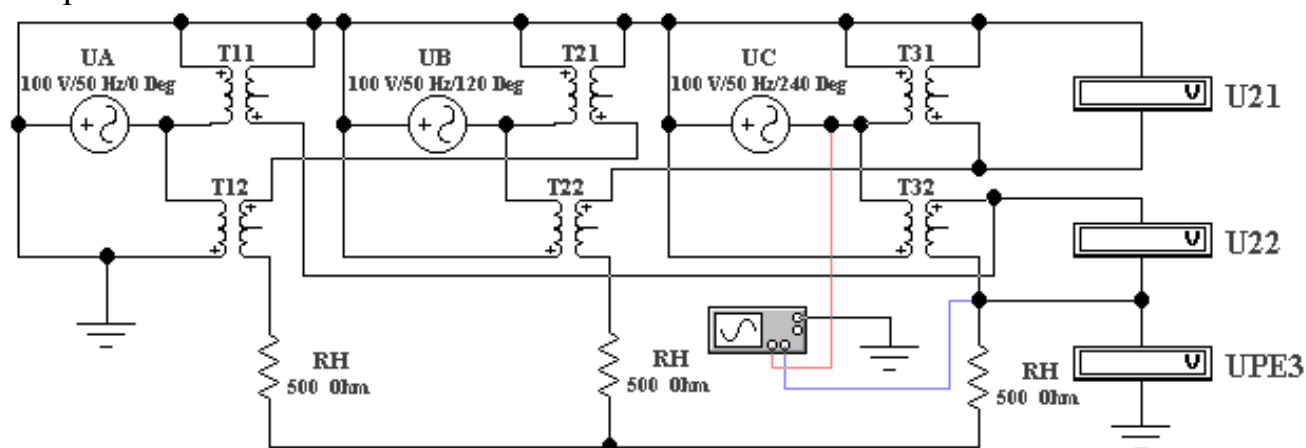 UA
T11
UB
T21
UC
T31
100 V/50 Hz/0 Deg
100 V/50 Hz/120 Deg
100 V/50 Hz/240 Deg
V
U21
T12
T22
T32
V
U22
RH
500 Ohm
RH
500 Ohm
RH
500 Ohm
V
UPE3